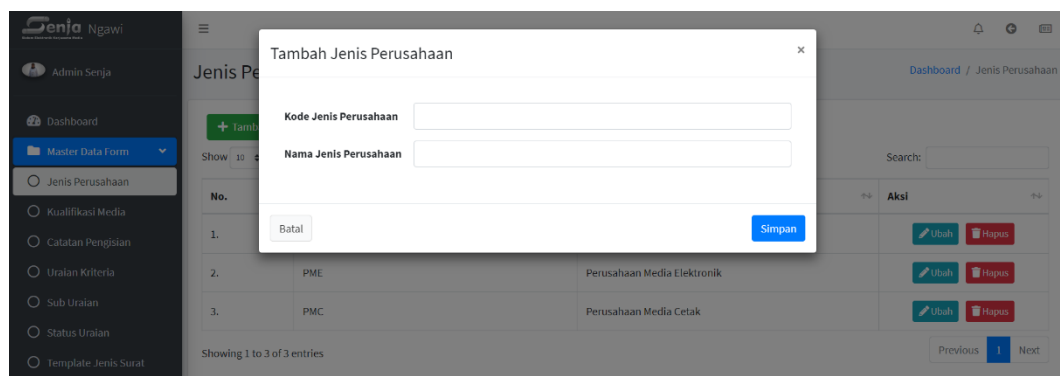 Senja Ngawi
Admin Senja
Dashboard
Master Data Form
Jenis Perusahaan
Kualifikasi Media
Catatan Pengisian
Uraian Kriteria
Sub Uraian
Status Uraian
Template Jenis Surat
Jenis Pe
Dashboard / Jenis Perusahaan
Tambah Jenis Perusahaan ×
Kode Jenis Perusahaan
Nama Jenis Perusahaan
Batal Simpan
+ Tamb
Show 10
Search:
No. Aksi
1. Ubah Hapus
2. PME Perusahaan Media Elektronik Ubah Hapus
3. PMC Perusahaan Media Cetak Ubah Hapus
Showing 1 to 3 of 3 entries
Previous 1 Next